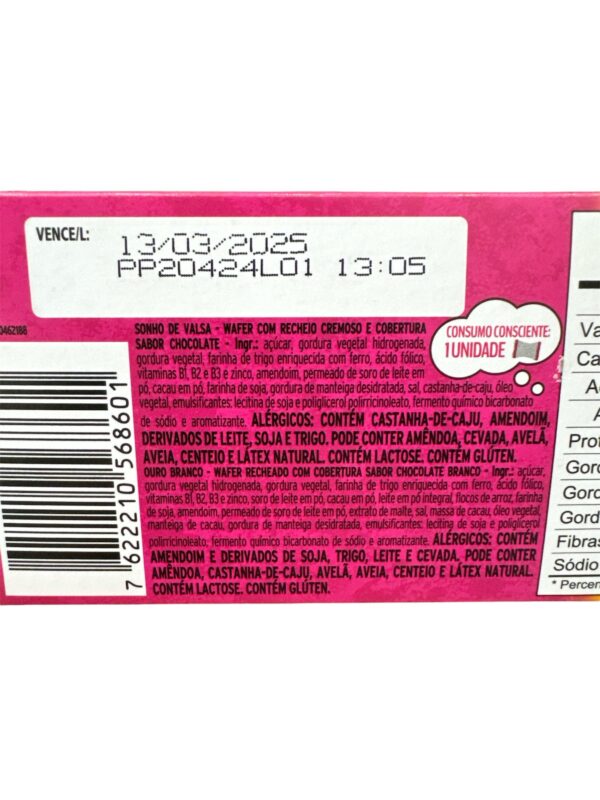 VENCE/L:
13/03/2025
PP20424L01 13:05
0462188
SONHO DE VALSA - WAFER COM RECHEIO CREMOSO E COBERTURA
SABOR CHOCOLATE - Ingr.: açúcar, gordura vegetal hidrogenada,
gordura vegetal, farinha de trigo enriquecida com ferro, ácido fólico,
vitaminas B1, B2 e B3 e zinco, amendoim, permeado de soro de leite em
pó, cacau em pó, farinha de soja, gordura de manteiga desidratada, sal, castanha-de-caju, óleo
vegetal, emulsificantes: lecitina de soja e poliglicerol polirricinoleato, fermento químico bicarbonato
de sódio e aromatizante. ALÉRGICOS: CONTÉM CASTANHA-DE-CAJU, AMENDOIM,
DERIVADOS DE LEITE, SOJA E TRIGO. PODE CONTER AMÊNDOA, CEVADA, AVELÃ,
AVEIA, CENTEIO E LÁTEX NATURAL. CONTÉM LACTOSE. CONTÉM GLÚTEN.
OURO BRANCO - WAFER RECHEADO COM COBERTURA SABOR CHOCOLATE BRANCO - Ingr.: açúcar,
gordura vegetal hidrogenada, gordura vegetal, farinha de trigo enriquecida com ferro, ácido fólico,
vitaminas B1, B2, B3 e zinco, soro de leite em pó, cacau em pó, leite em pó integral, flocos de arroz, farinha
de soja, amendoim, permeado de soro de leite em pó, extrato de malte, sal, massa de cacau, óleo vegetal,
manteiga de cacau, gordura de manteiga desidratada, emulsificantes: lecitina de soja e poliglicerol
polirricinoleato, fermento químico bicarbonato de sódio e aromatizante. ALÉRGICOS: CONTÉM
AMENDOIM E DERIVADOS DE SOJA, TRIGO, LEITE E CEVADA. PODE CONTER
AMÊNDOA, CASTANHA-DE-CAJU, AVELÃ, AVEIA, CENTEIO E LÁTEX NATURAL.
CONTÉM LACTOSE. CONTÉM GLÚTEN.
7 622210 568601
CONSUMO CONSCIENTE:
1 UNIDADE
Va
Ca
A
Prot
Gord
Gord
Gord
Fibras
Sódio
* Percen